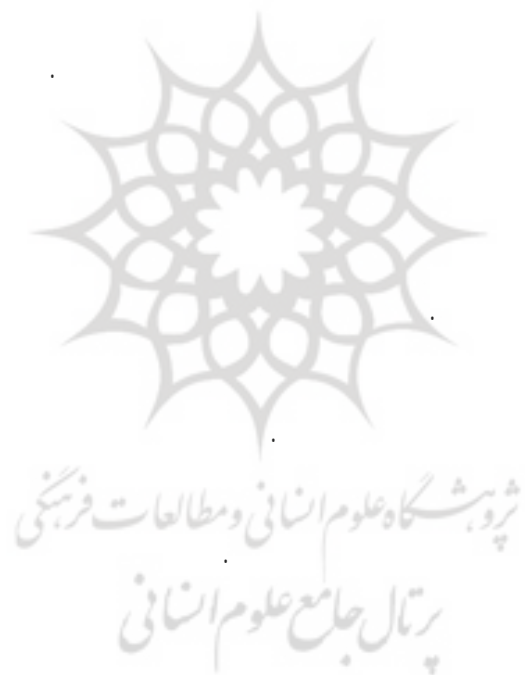 پژوهشگاه علوم انسانی و مطالعات فرهنگی
پرتال جامع علوم انسانی